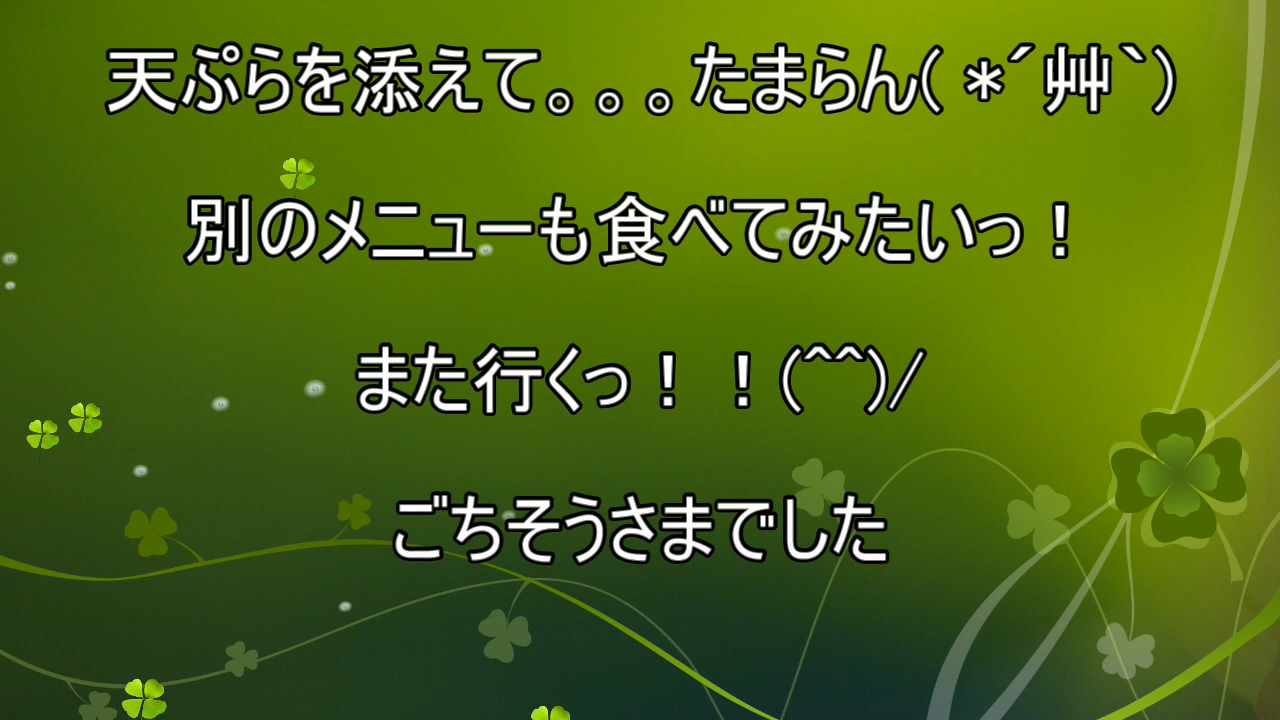 天ぷらを添えて。。。たまらん( *´艸｀)
別のメニューも食べてみたいっ！
また行くっ！！(^^)/
ごちそうさまでした